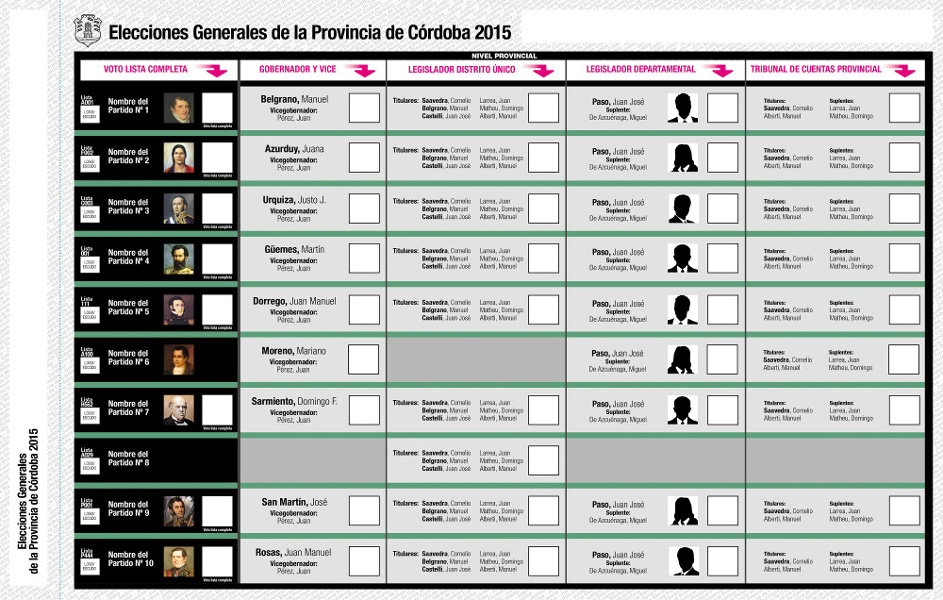 Elecciones Generales de la Provincia de Córdoba 2015
NIVEL PROVINCIAL
VOTO LISTA COMPLETA
GOBERNADOR Y VICE
LEGISLADOR DISTRITO ÚNICO
LEGISLADOR DEPARTAMENTAL
TRIBUNAL DE CUENTAS PROVINCIAL
Lista
A001
LOGO/
ESCUDO
Nombre del
Partido Nº 1
Voto lista completa
Belgrano, Manuel
Vicegobernador:
Pérez, Juan
Titulares: Saavedra, Cornelio Larrea, Juan
Belgrano, Manuel Matheu, Domingo
Castelli, Juan José Alberti, Manuel
Paso, Juan José
Suplente:
De Azcuénaga, Miguel
Titulares: Suplentes:
Saavedra, Cornelio Larrea, Juan
Alberti, Manuel Matheu, Domingo
Lista
LOGO/
ESCUDO
Nombre del
Partido Nº 2
Voto lista completa
Azurduy, Juana
Vicegobernador:
Pérez, Juan
Titulares: Saavedra, Cornelio Larrea, Juan
Belgrano, Manuel Matheu, Domingo
Castelli, Juan José Alberti, Manuel
Paso, Juan José
Suplente:
De Azcuénaga, Miguel
Titulares: Suplentes:
Saavedra, Cornelio Larrea, Juan
Alberti, Manuel Matheu, Domingo
Lista
LOGO/
ESCUDO
Nombre del
Partido Nº 3
Voto lista completa
Urquiza, Justo J.
Vicegobernador:
Pérez, Juan
Titulares: Saavedra, Cornelio Larrea, Juan
Belgrano, Manuel Matheu, Domingo
Castelli, Juan José Alberti, Manuel
Paso, Juan José
Suplente:
De Azcuénaga, Miguel
Titulares: Suplentes:
Saavedra, Cornelio Larrea, Juan
Alberti, Manuel Matheu, Domingo
Lista
001
LOGO/
ESCUDO
Nombre del
Partido Nº 4
Voto lista completa
Güemes, Martín
Vicegobernador:
Pérez, Juan
Titulares: Saavedra, Cornelio Larrea, Juan
Belgrano, Manuel Matheu, Domingo
Castelli, Juan José Alberti, Manuel
Paso, Juan José
Suplente:
De Azcuénaga, Miguel
Titulares: Suplentes:
Saavedra, Cornelio Larrea, Juan
Alberti, Manuel Matheu, Domingo
Lista
111
LOGO/
ESCUDO
Nombre del
Partido Nº 5
Voto lista completa
Dorrego, Juan Manuel
Vicegobernador:
Pérez, Juan
Titulares: Saavedra, Cornelio Larrea, Juan
Belgrano, Manuel Matheu, Domingo
Castelli, Juan José Alberti, Manuel
Paso, Juan José
Suplente:
De Azcuénaga, Miguel
Titulares: Suplentes:
Saavedra, Cornelio Larrea, Juan
Alberti, Manuel Matheu, Domingo
Lista
A100
LOGO/
ESCUDO
Nombre del
Partido Nº 6
Moreno, Mariano
Vicegobernador:
Pérez, Juan
Paso, Juan José
Suplente:
De Azcuénaga, Miguel
Titulares: Suplentes:
Saavedra, Cornelio Larrea, Juan
Alberti, Manuel Matheu, Domingo
Lista
LOGO/
ESCUDO
Nombre del
Partido Nº 7
Voto lista completa
Sarmiento, Domingo F.
Vicegobernador:
Pérez, Juan
Titulares: Saavedra, Cornelio Larrea, Juan
Belgrano, Manuel Matheu, Domingo
Castelli, Juan José Alberti, Manuel
Paso, Juan José
Suplente:
De Azcuénaga, Miguel
Titulares: Suplentes:
Saavedra, Cornelio Larrea, Juan
Alberti, Manuel Matheu, Domingo
Lista
LOGO/
ESCUDO
Nombre del
Partido Nº 8
Titulares: Saavedra, Cornelio Larrea, Juan
Belgrano, Manuel Matheu, Domingo
Castelli, Juan José Alberti, Manuel
Lista
P001
LOGO/
ESCUDO
Nombre del
Partido Nº 9
Voto lista completa
San Martín, José
Vicegobernador:
Pérez, Juan
Titulares: Saavedra, Cornelio Larrea, Juan
Belgrano, Manuel Matheu, Domingo
Castelli, Juan José Alberti, Manuel
Paso, Juan José
Suplente:
De Azcuénaga, Miguel
Titulares: Suplentes:
Saavedra, Cornelio Larrea, Juan
Alberti, Manuel Matheu, Domingo
Lista
P444
LOGO/
ESCUDO
Nombre del
Partido Nº 10
Voto lista completa
Rosas, Juan Manuel
Vicegobernador:
Pérez, Juan
Titulares: Saavedra, Cornelio Larrea, Juan
Belgrano, Manuel Matheu, Domingo
Castelli, Juan José Alberti, Manuel
Paso, Juan José
Suplente:
De Azcuénaga, Miguel
Titulares: Suplentes:
Saavedra, Cornelio Larrea, Juan
Alberti, Manuel Matheu, Domingo
Elecciones Generales
de la Provincia de Córdoba 2015